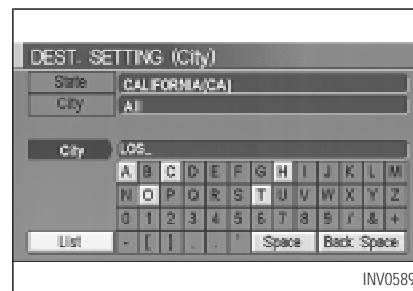 DEST. SETTING (City)
State CALIFORNIA(CA)
City All
City LOS_
A B C D E F G H I J K L M
N O P Q R S T U V W X Y Z
0 1 2 3 4 5 6 7 8 9 / & +
List - [ ] . , ' Space Back Space
INV0589